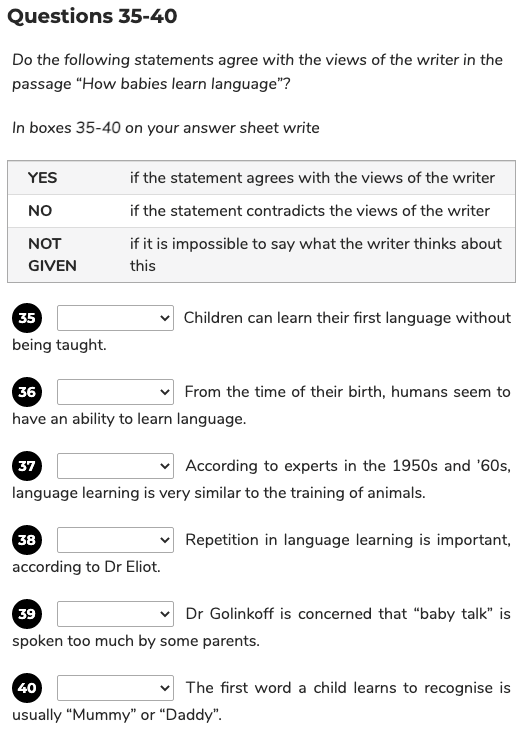 Questions 35-40
Do the following statements agree with the views of the writer in the
passage “How babies learn language”?
In boxes 35-40 on your answer sheet write
YES if the statement agrees with the views of the writer
NO if the statement contradicts the views of the writer
NOT GIVEN if it is impossible to say what the writer thinks about
this
35 Children can learn their first language without
being taught.
36 From the time of their birth, humans seem to
have an ability to learn language.
37 According to experts in the 1950s and ’60s,
language learning is very similar to the training of animals.
38 Repetition in language learning is important,
according to Dr Eliot.
39 Dr Golinkoff is concerned that “baby talk” is
spoken too much by some parents.
40 The first word a child learns to recognise is
usually “Mummy” or “Daddy”.